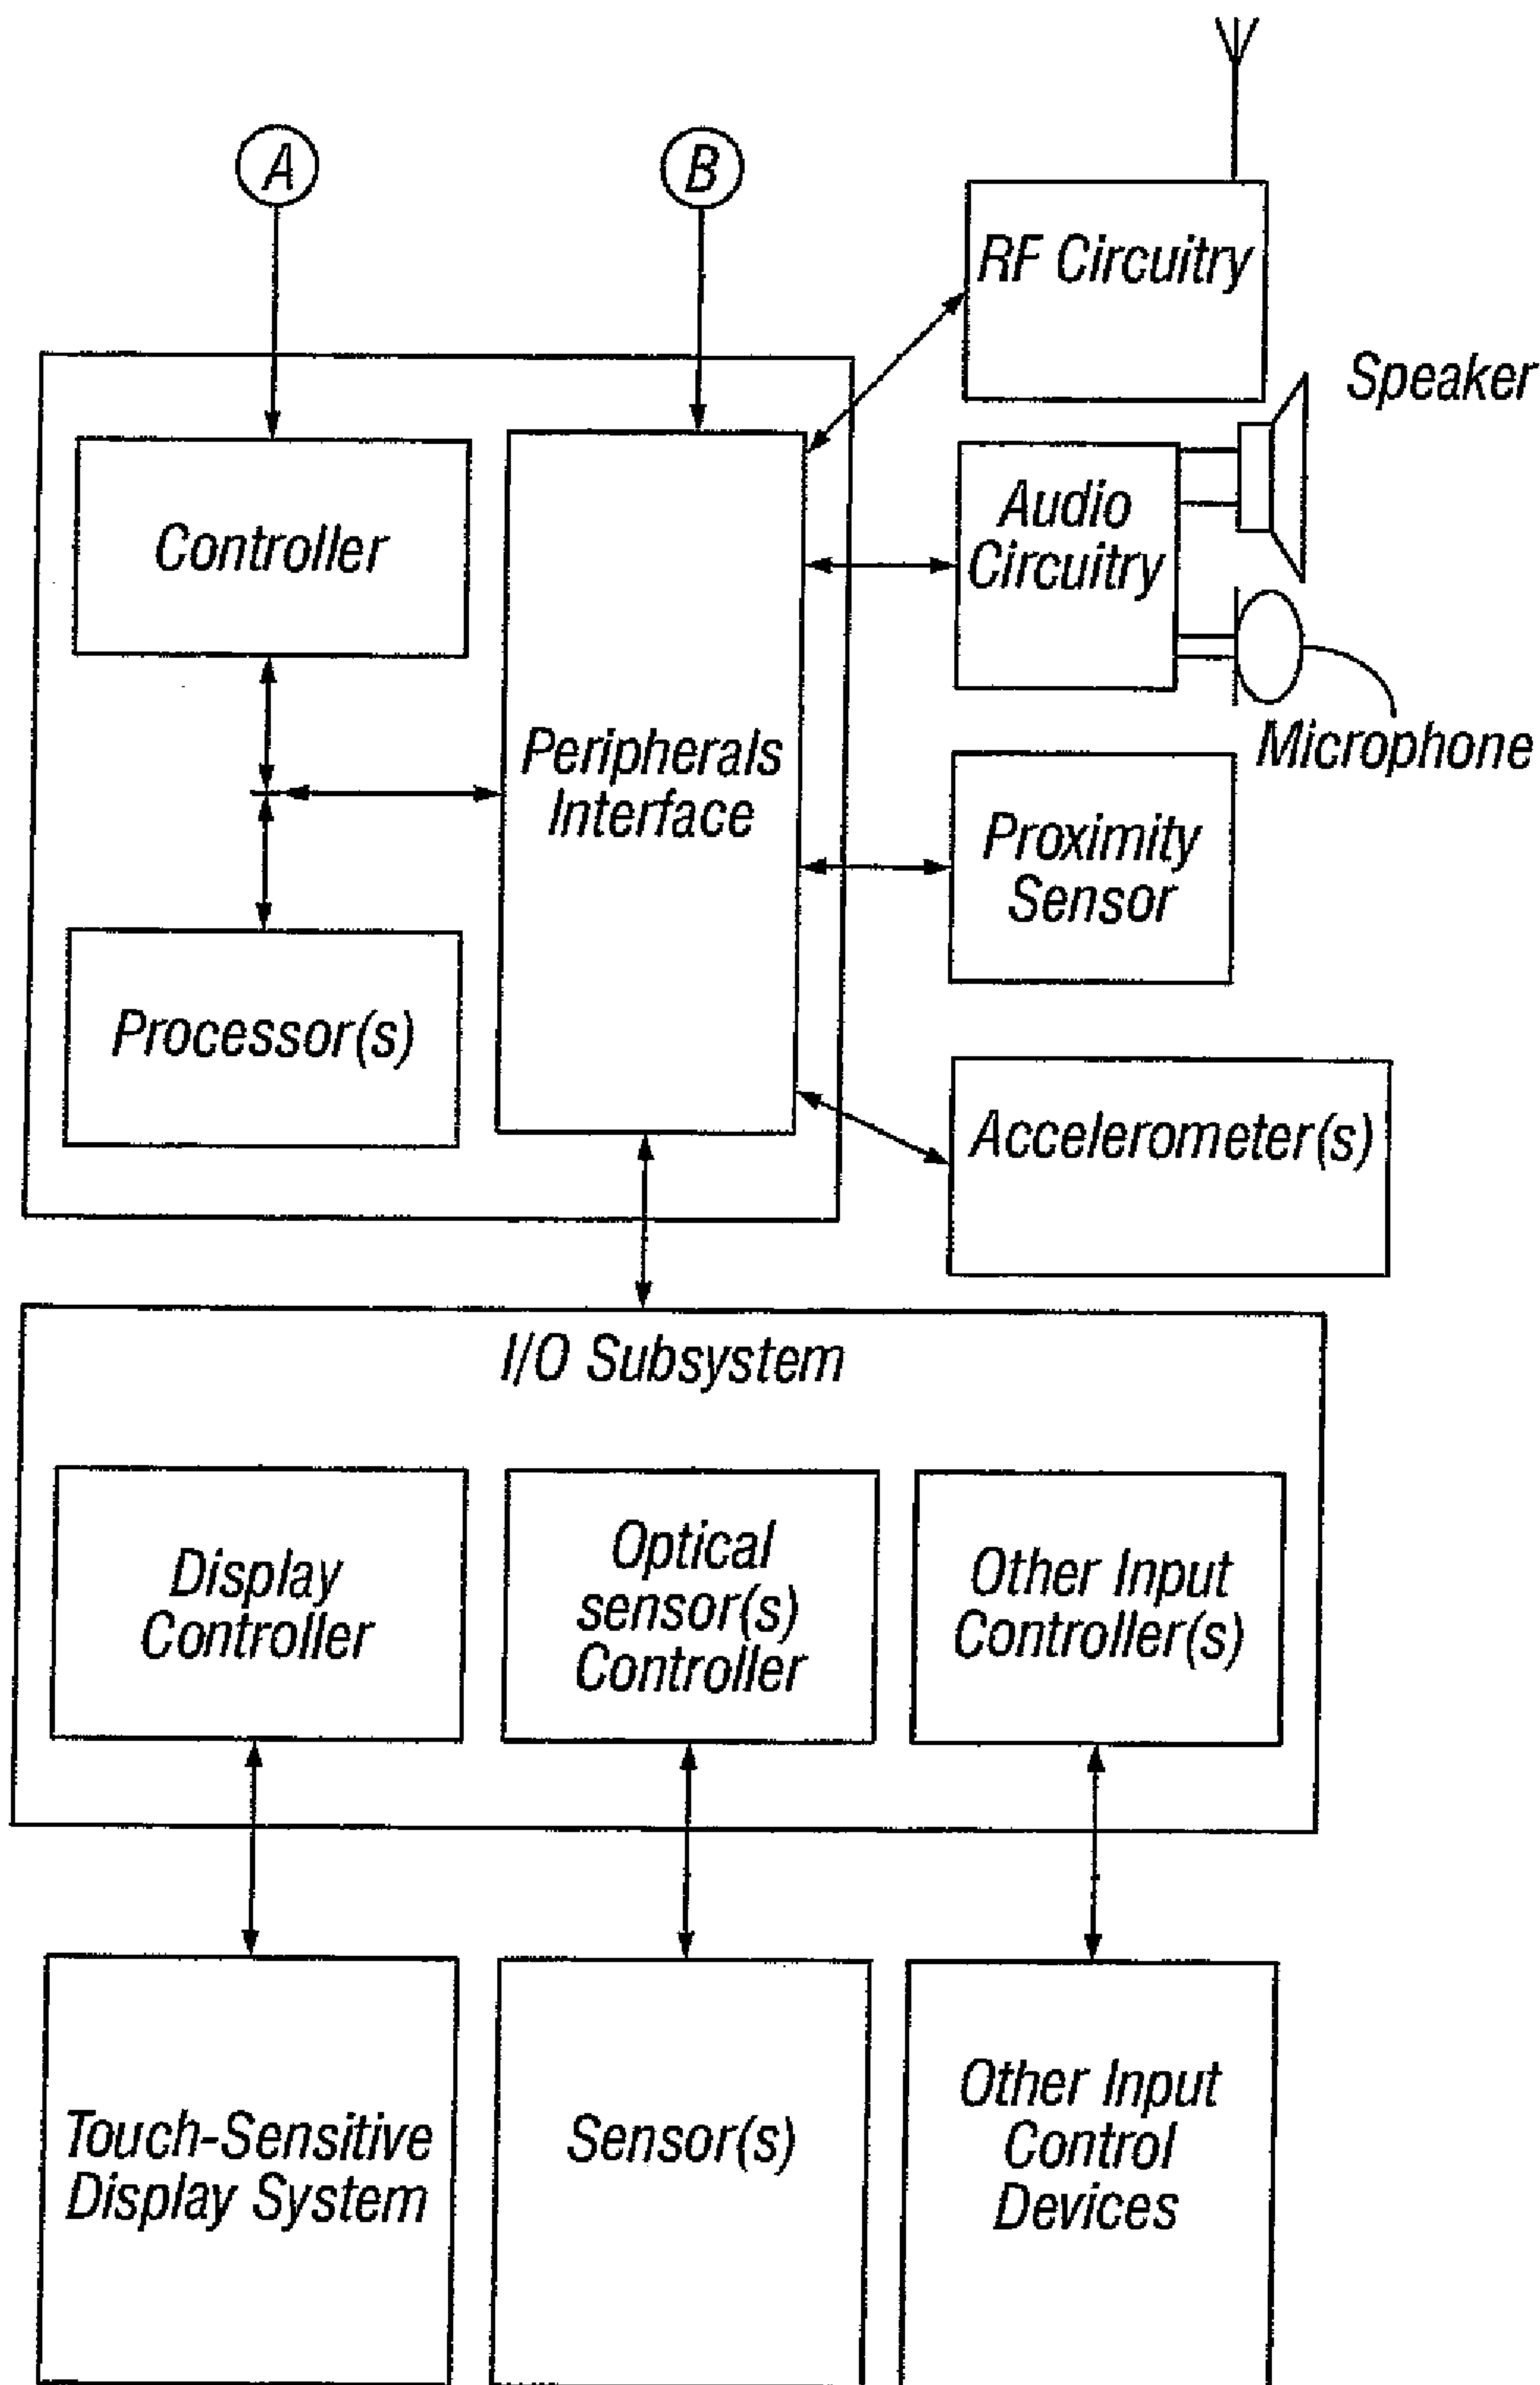 A
B
RF Circuitry
Speaker
Controller
Audio
Circuitry
Peripherals
Interface
Microphone
Proximity
Sensor
Processor(s)
Accelerometer(s)
I/O Subsystem
Display
Controller
Optical
sensor(s)
Controller
Other Input
Controller(s)
Touch-Sensitive
Display System
Sensor(s)
Other Input
Control
Devices